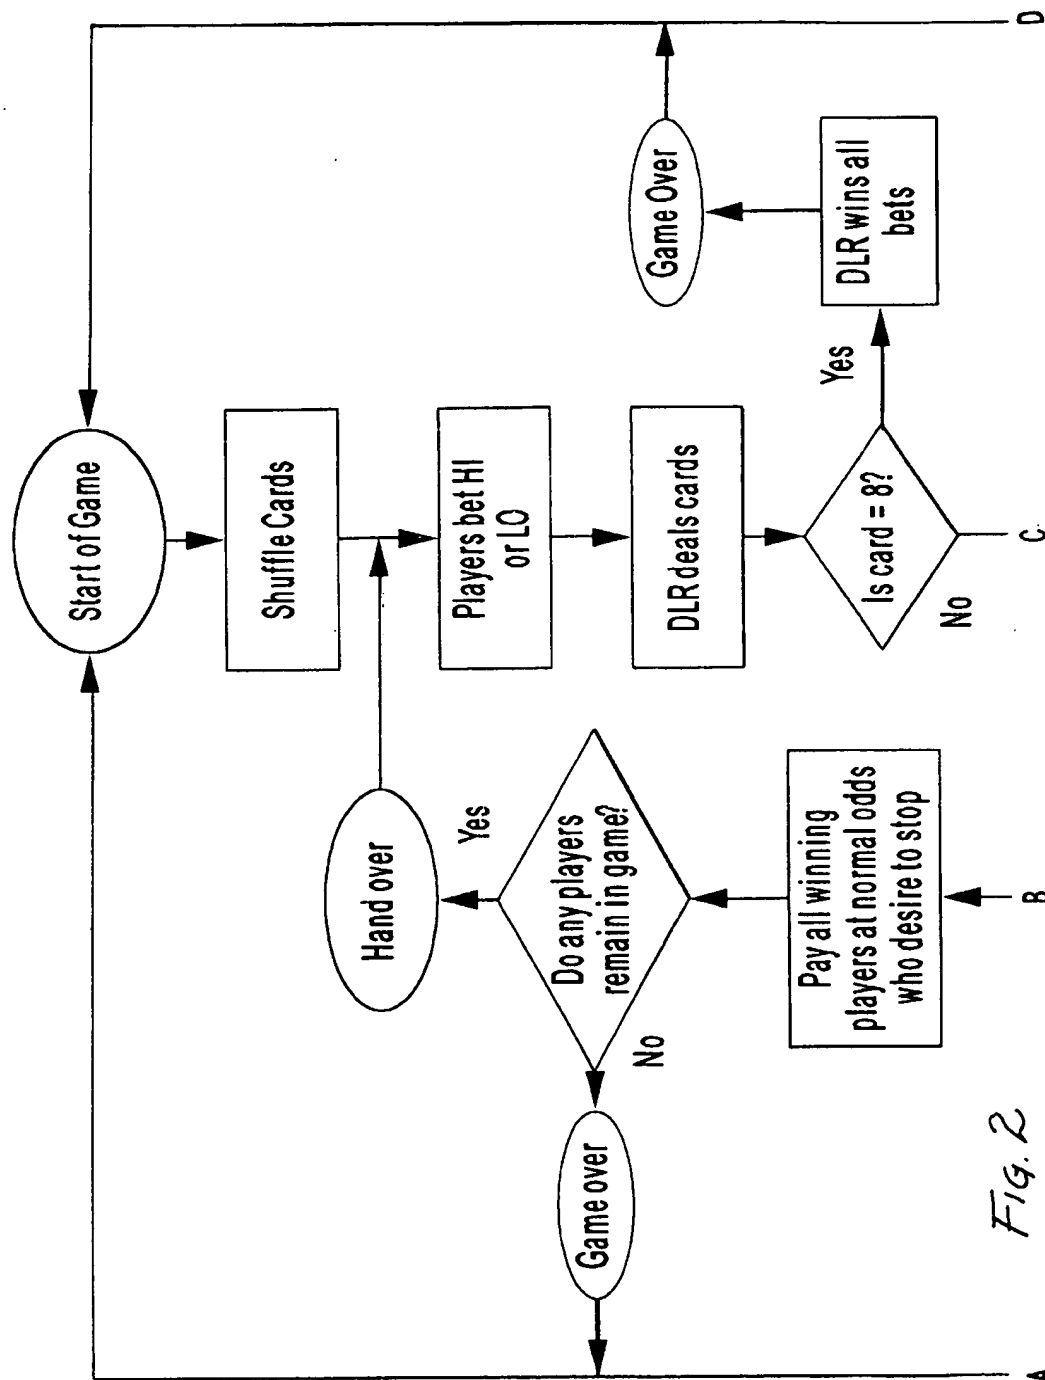 Start of Game
Shuffle Cards
Players bet HI
or LO
DLR deals cards
Is card = 8?
Yes
No
DLR wins all
bets
Game Over
Hand over
Yes
Do any players
remain in game?
No
Game over
Pay all winning
players at normal odds
who desire to stop
A
B
C
D
FIG. 2